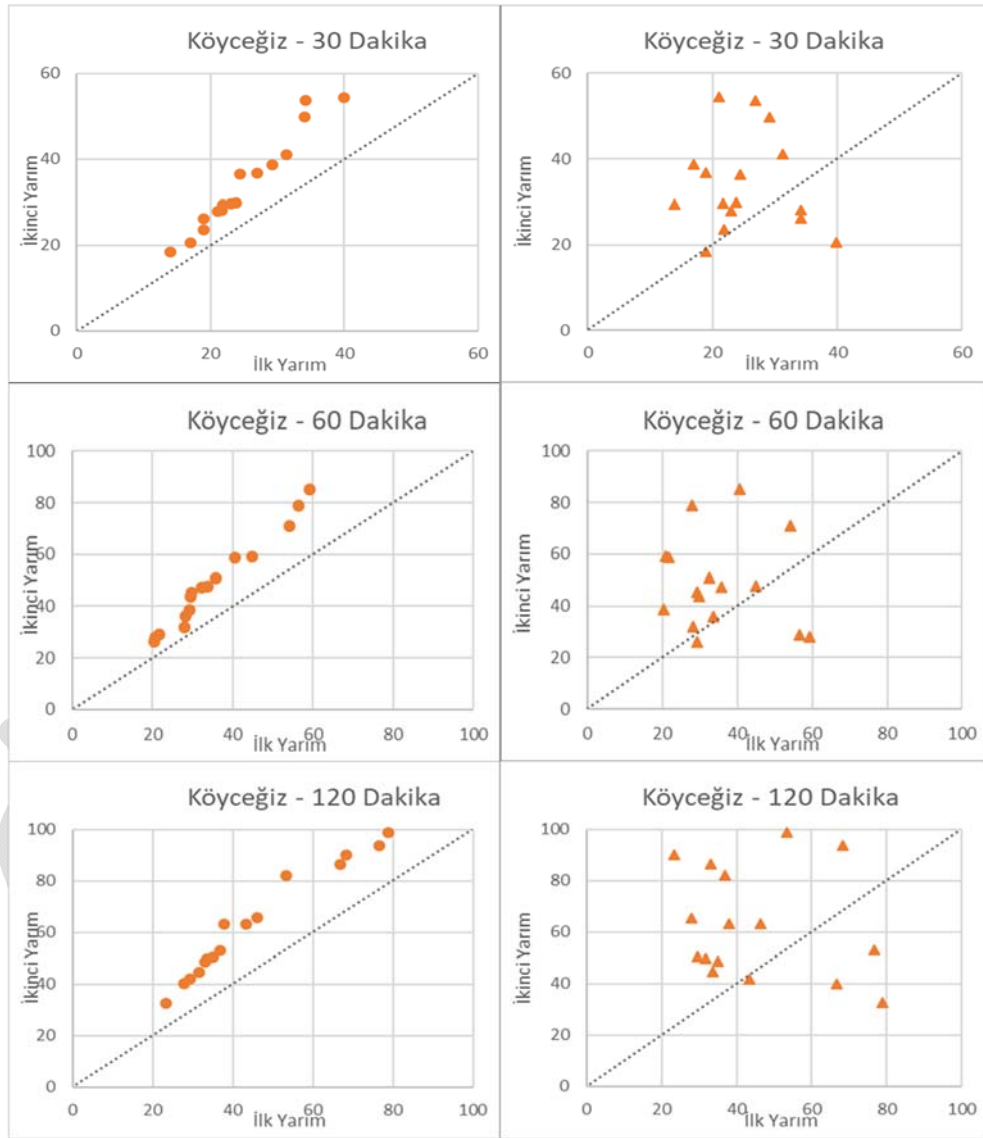 Köyceğiz - 30 Dakika
60
40
20
0
0 20 40 60
İkinci Yarım
İlk Yarım
Köyceğiz - 30 Dakika
60
40
20
0
0 20 40 60
İkinci Yarım
İlk Yarım
Köyceğiz - 60 Dakika
100
80
60
40
20
0
0 20 40 60 80 100
İkinci Yarım
İlk Yarım
Köyceğiz - 60 Dakika
100
80
60
40
20
0
0 20 40 60 80 100
İkinci Yarım
İlk Yarım
Köyceğiz - 120 Dakika
100
80
60
40
20
0
0 20 40 60 80 100
İkinci Yarım
İlk Yarım
Köyceğiz - 120 Dakika
100
80
60
40
20
0
0 20 40 60 80 100
İkinci Yarım
İlk Yarım